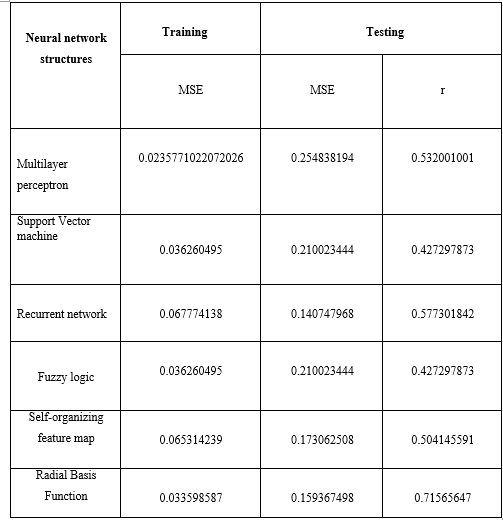 Neural network structures	Training	Testing
MSE	MSE	r
Multilayer perceptron	0.0235771022072026	0.254838194	0.532001001
Support Vector machine	0.036260495	0.210023444	0.427297873
Recurrent network	0.067774138	0.140747968	0.577301842
Fuzzy logic	0.036260495	0.210023444	0.427297873
Self-organizing feature map	0.065314239	0.173062508	0.504145591
Radial Basis Function	0.033598587	0.159367498	0.71565647